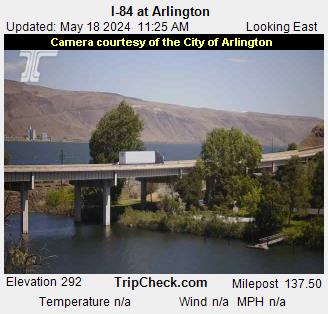 I-84 at Arlington
Updated: May 18 2024 11:25 AM Looking East
Camera courtesy of the City of Arlington
Elevation 292 TripCheck.com Milepost 137.50
Temperature n/a Wind n/a MPH n/a